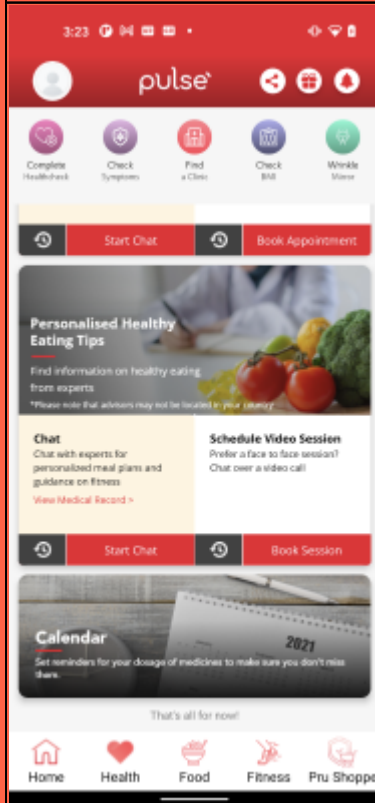 3:23
pulse
Complete
Healthcheck
Check
Symptoms
Find
a Clinic
Check
BMI
Wrinkle
Mirror
Start Chat
Book Appointment
Personalised Healthy
Eating Tips
Find information on healthy eating
from experts
*Please note that advisors may not be located in your country
Chat
Chat with experts for
personalized meal plans and
guidance on fitness
View Medical Record >
Schedule Video Session
Prefer a face to face session?
Chat over a video call
Start Chat
Book Session
2021
Calendar
Set reminders for your dosage of medicines to make sure you don't miss
them.
That's all for now!
Home
Health
Food
Fitness
Pru Shoppe